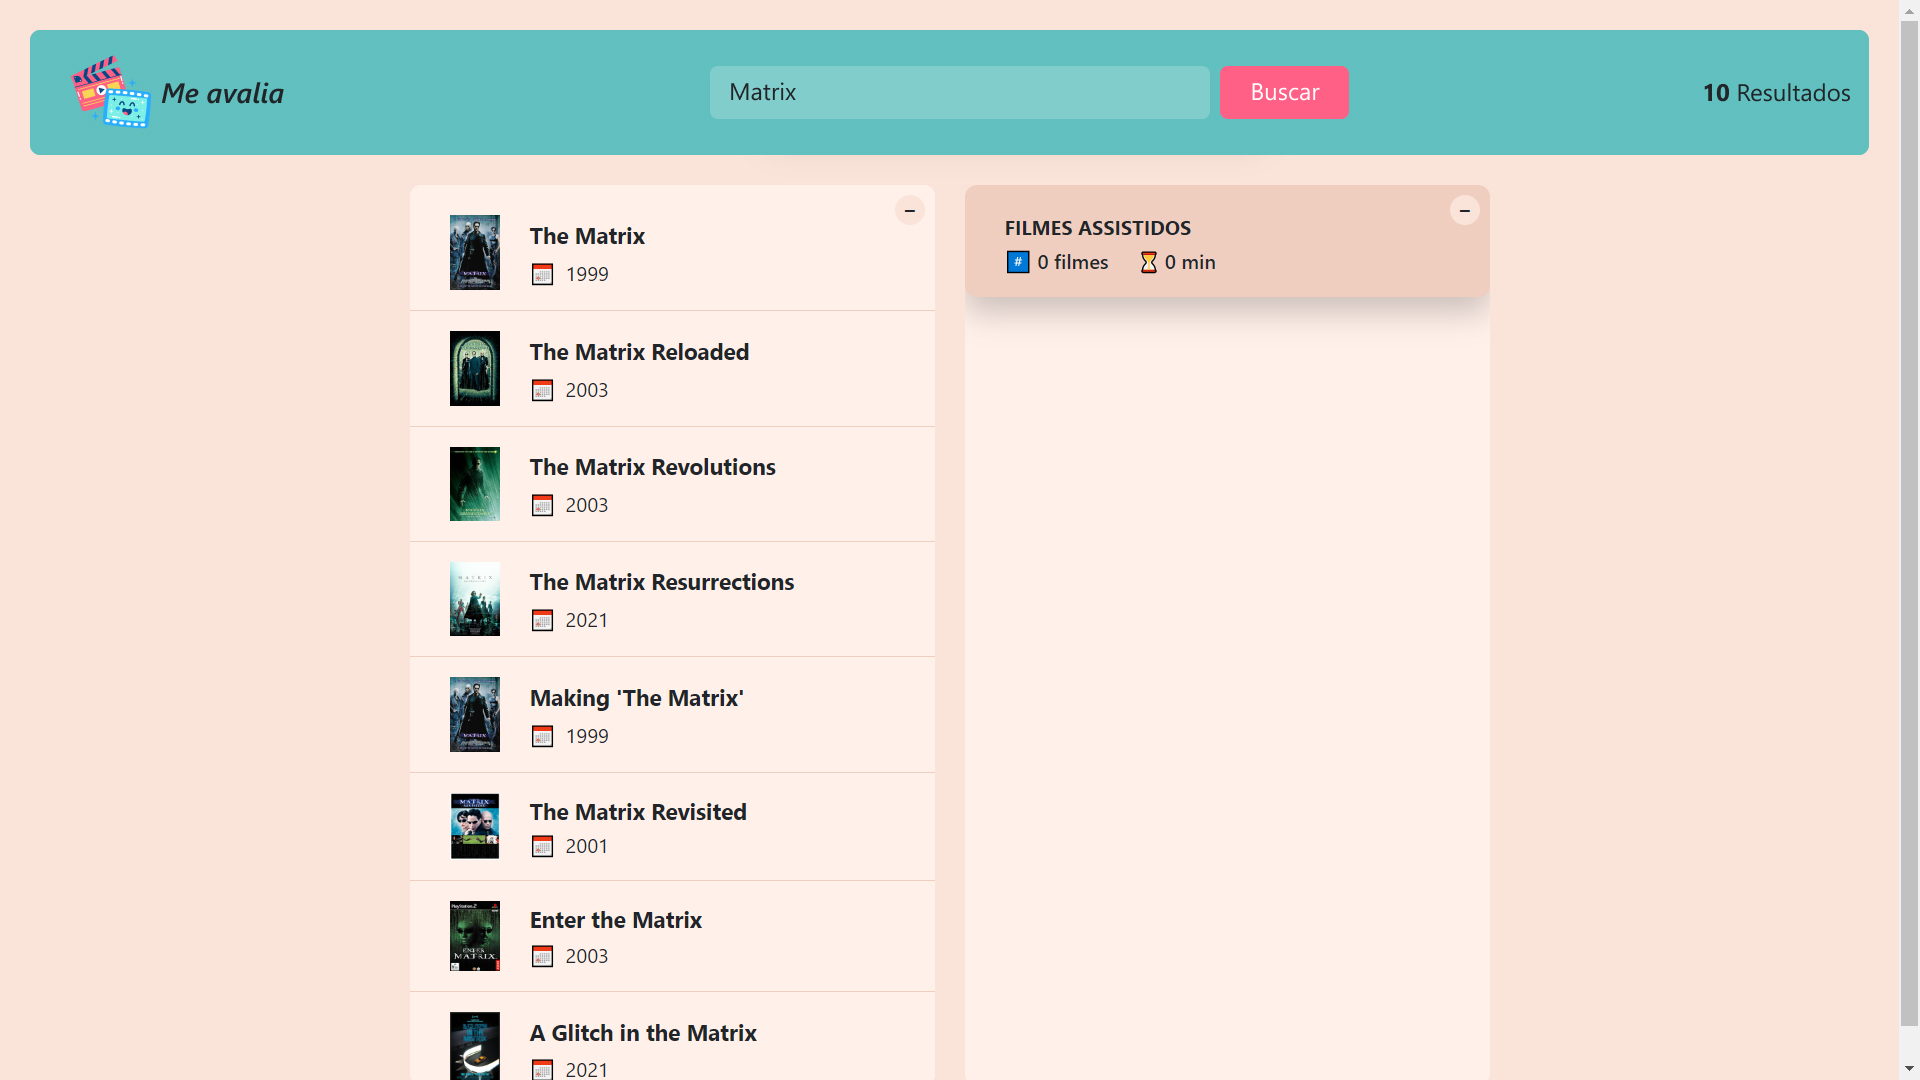 Me avalia
Matrix
Buscar
10 Resultados
The Matrix
1999
The Matrix Reloaded
2003
The Matrix Revolutions
2003
The Matrix Resurrections
2021
Making 'The Matrix'
1999
The Matrix Revisited
2001
Enter the Matrix
2003
A Glitch in the Matrix
2021
FILMES ASSISTIDOS
# 0 filmes
0 min